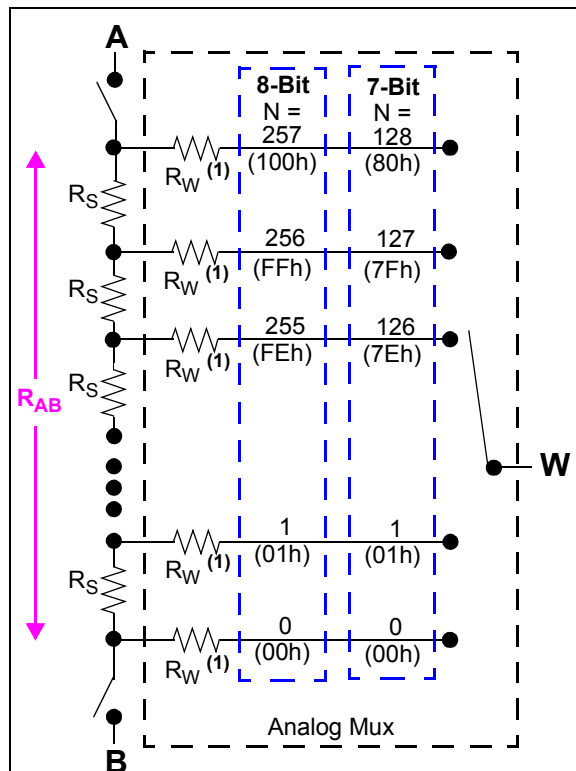 A
8-Bit
N =
7-Bit
N =
257
(100h)
128
(80h)
RW (1)
RS
256
(FFh)
127
(7Fh)
RW (1)
RS
255
(FEh)
126
(7Eh)
RW (1)
RS
RAB
W
1
(01h)
1
(01h)
RW (1)
RS
0
(00h)
0
(00h)
RW (1)
Analog Mux
B